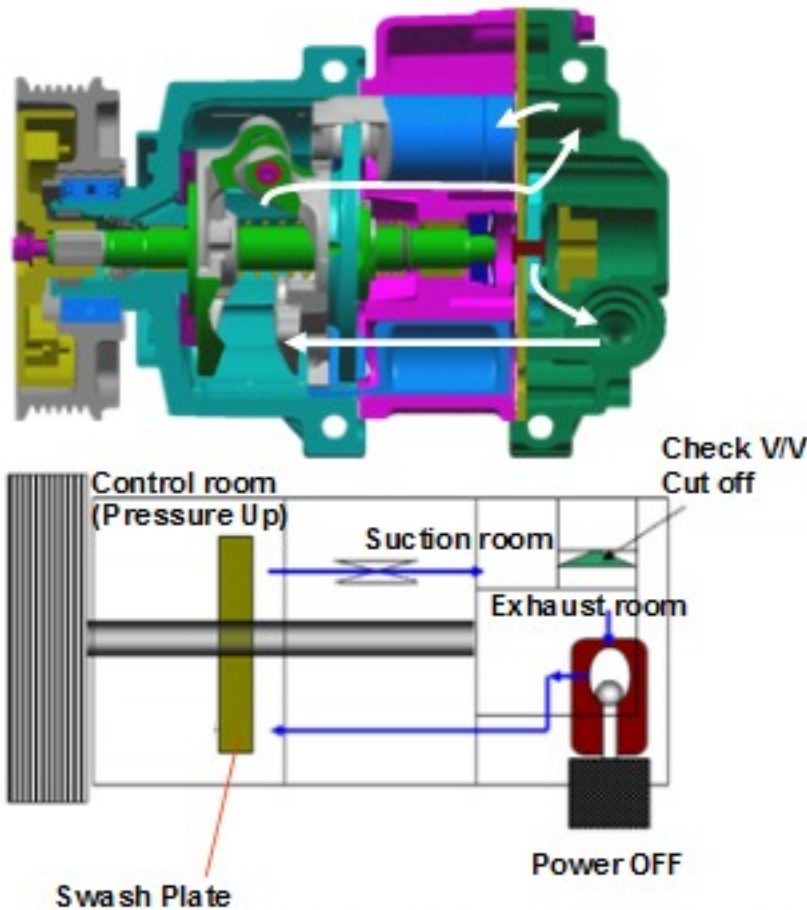 Check V/V
Cut off
Control room
(Pressure Up)
Suction room
Exhaust room
Power OFF
Swash Plate